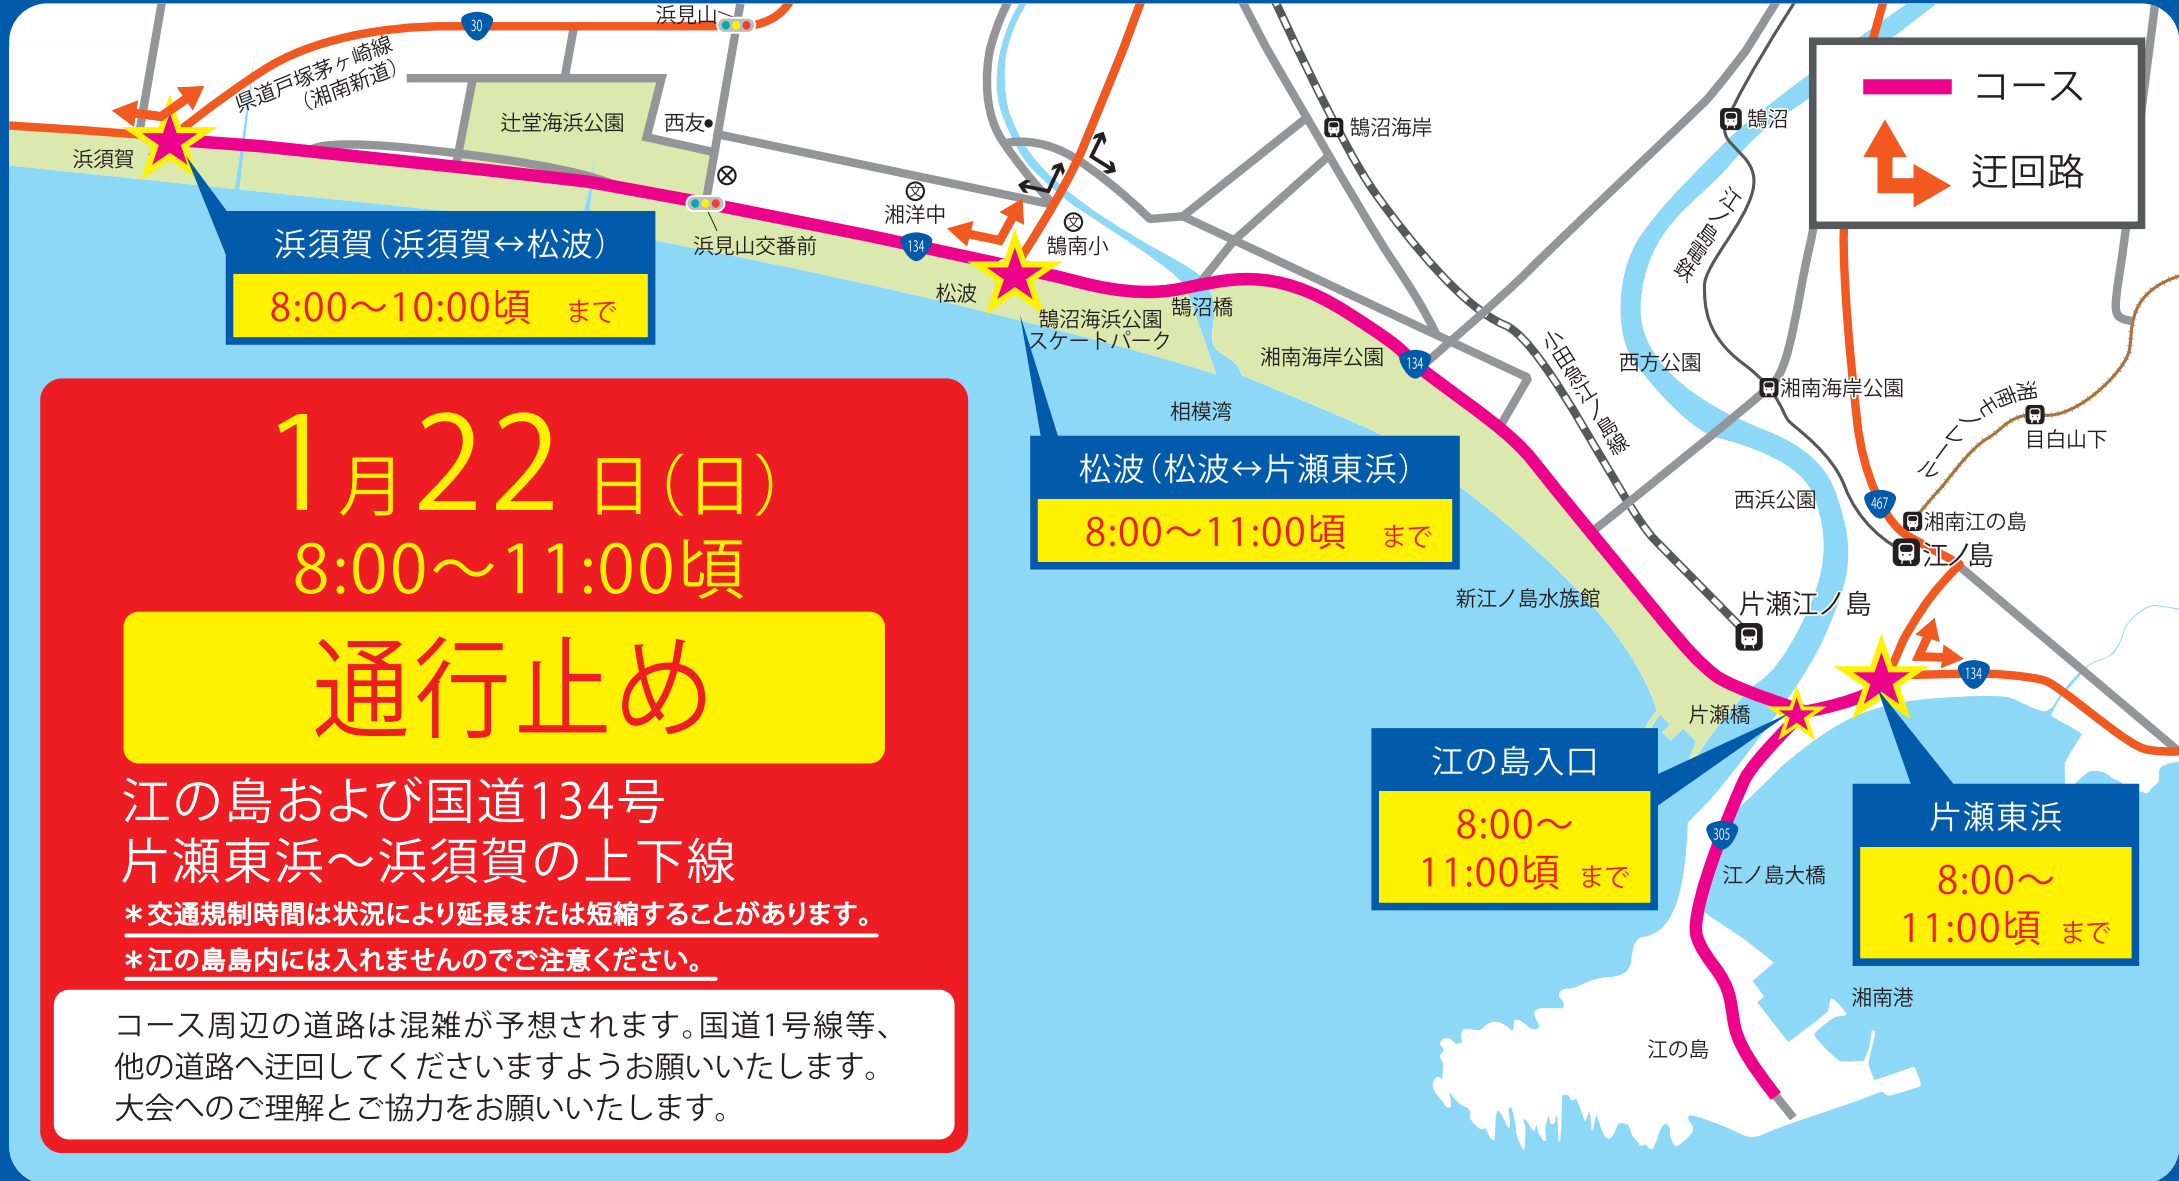 浜見山
30
県道戸塚茅ヶ崎線
（湘南新道）
浜須賀
辻堂海浜公園
西友
浜見山交番前
文
湘洋中
134
文
鵠南小
松波
鵠沼海浜公園
スケートパーク
鵠沼橋
鵠沼海岸
鵠沼
江ノ島電鉄
コース
迂回路
浜須賀（浜須賀↔松波）
8:00〜10:00頃 まで
湘南海岸公園
134
相模湾
小田急江ノ島線
西方公園
湘南海岸公園
湘南モノレール
目白山下
松波（松波↔片瀬東浜）
8:00〜11:00頃 まで
西浜公園
467
湘南江の島
江ノ島
新江ノ島水族館
片瀬江ノ島
134
片瀬橋
江の島入口
8:00〜
11:00頃 まで
片瀬東浜
8:00〜
11:00頃 まで
305
江ノ島大橋
湘南港
江の島
1月22日（日）
8:00〜11:00頃
通行止め
江の島および国道134号
片瀬東浜〜浜須賀の上下線
＊交通規制時間は状況により延長または短縮することがあります。
＊江の島島内には入れませんのでご注意ください。
コース周辺の道路は混雑が予想されます。国道1号線等、
他の道路へ迂回してくださいますようお願いいたします。
大会へのご理解とご協力をお願いいたします。